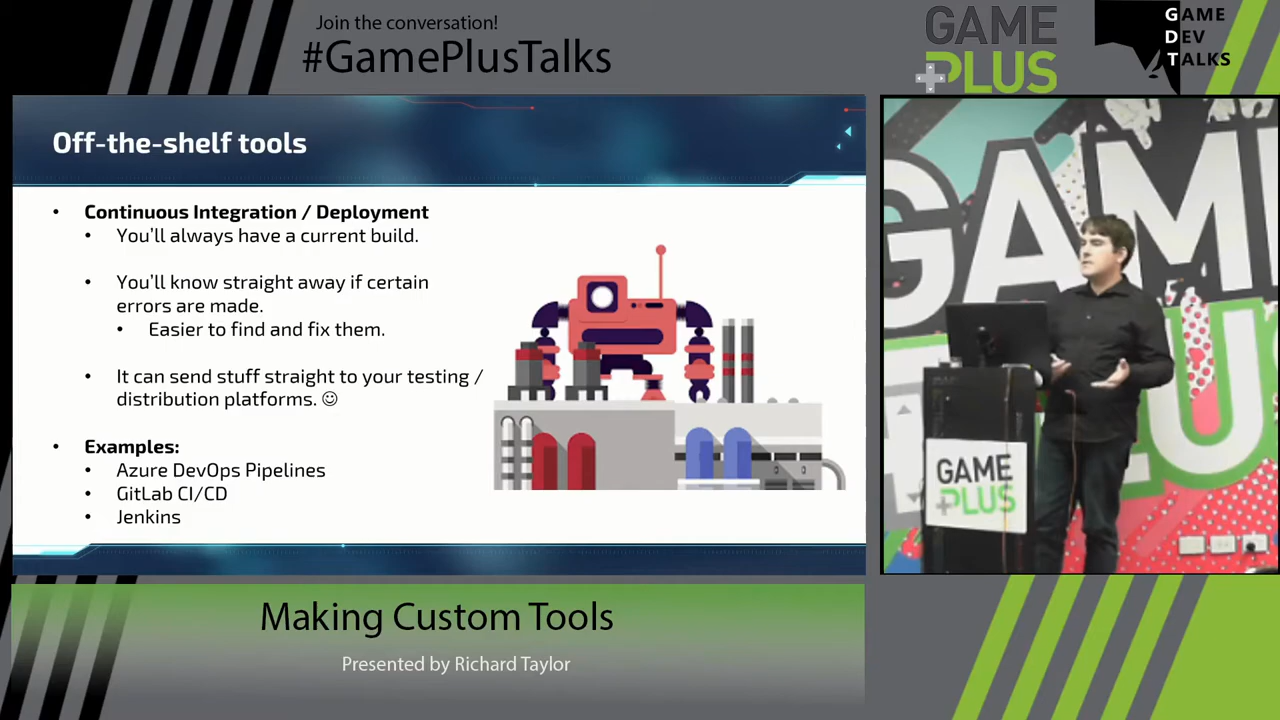 Join the conversation!
#GamePlusTalks
GAME
PLUS
GAME
DEV
TALKS
Off-the-shelf tools
Continuous Integration / Deployment
You'll always have a current build.
You'll know straight away if certain
errors are made.
Easier to find and fix them.
It can send stuff straight to your testing /
distribution platforms. ☺
Examples:
Azure DevOps Pipelines
GitLab CI/CD
Jenkins
GAM
LU
GAME
PLUS
Making Custom Tools
Presented by Richard Taylor